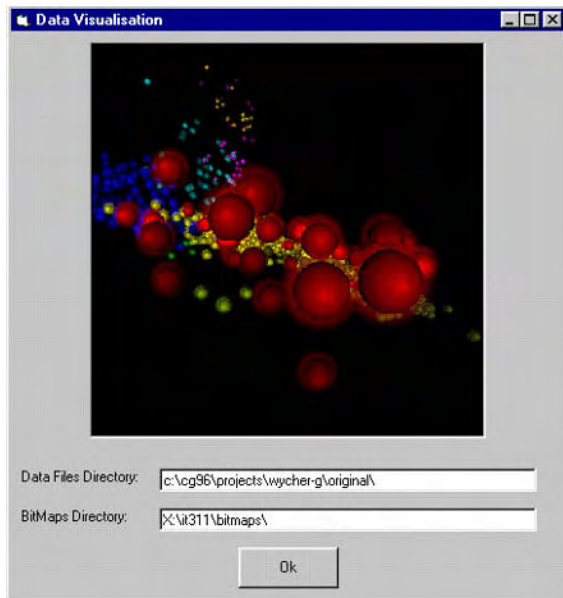 Data Visualisation
Data Files Directory: c:\cg96\projects\wycher-g\original\
BitMaps Directory: X:\it311\bitmaps\
Ok